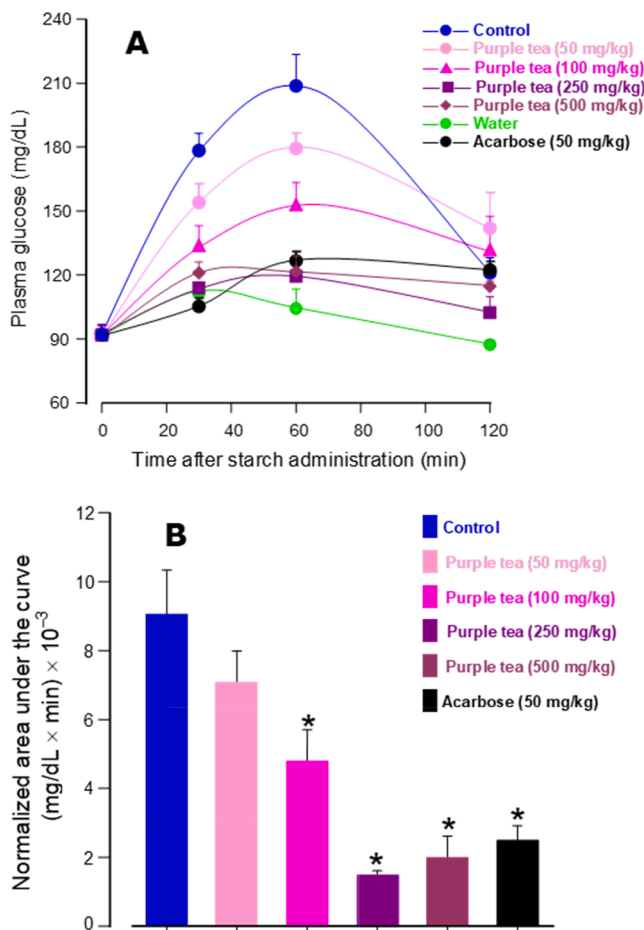 A
Control
Purple tea (50 mg/kg)
Purple tea (100 mg/kg)
Purple tea (250 mg/kg)
Purple tea (500 mg/kg)
Water
Acarbose (50 mg/kg)
Plasma glucose (mg/dL)
240
210
180
150
120
90
60
0 20 40 60 80 100 120
Time after starch administration (min)
B
Control
Purple tea (50 mg/kg)
Purple tea (100 mg/kg)
Purple tea (250 mg/kg)
Purple tea (500 mg/kg)
Acarbose (50 mg/kg)
Normalized area under the curve
(mg/dL × min) × 10⁻³
12
10
8
6
4
2
0
* * * *